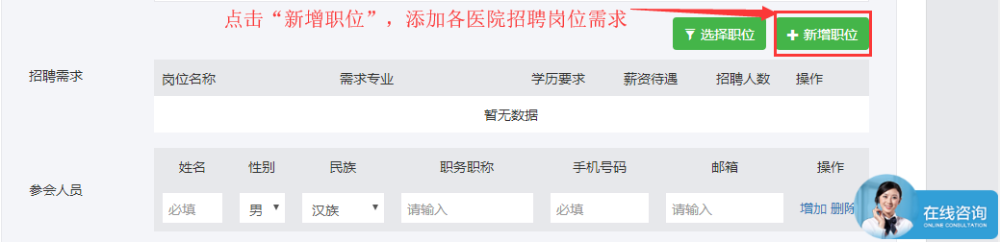 点击“新增职位”，添加各医院招聘岗位需求
选择职位 新增职位
招聘需求
岗位名称 需求专业 学历要求 薪资待遇 招聘人数 操作
暂无数据
参会人员
姓名 性别 民族 职务职称 手机号码 邮箱 操作
必填 男 汉族 请输入 必填 请输入 增加 删除
在线咨询
ONLINE CONSULTATION